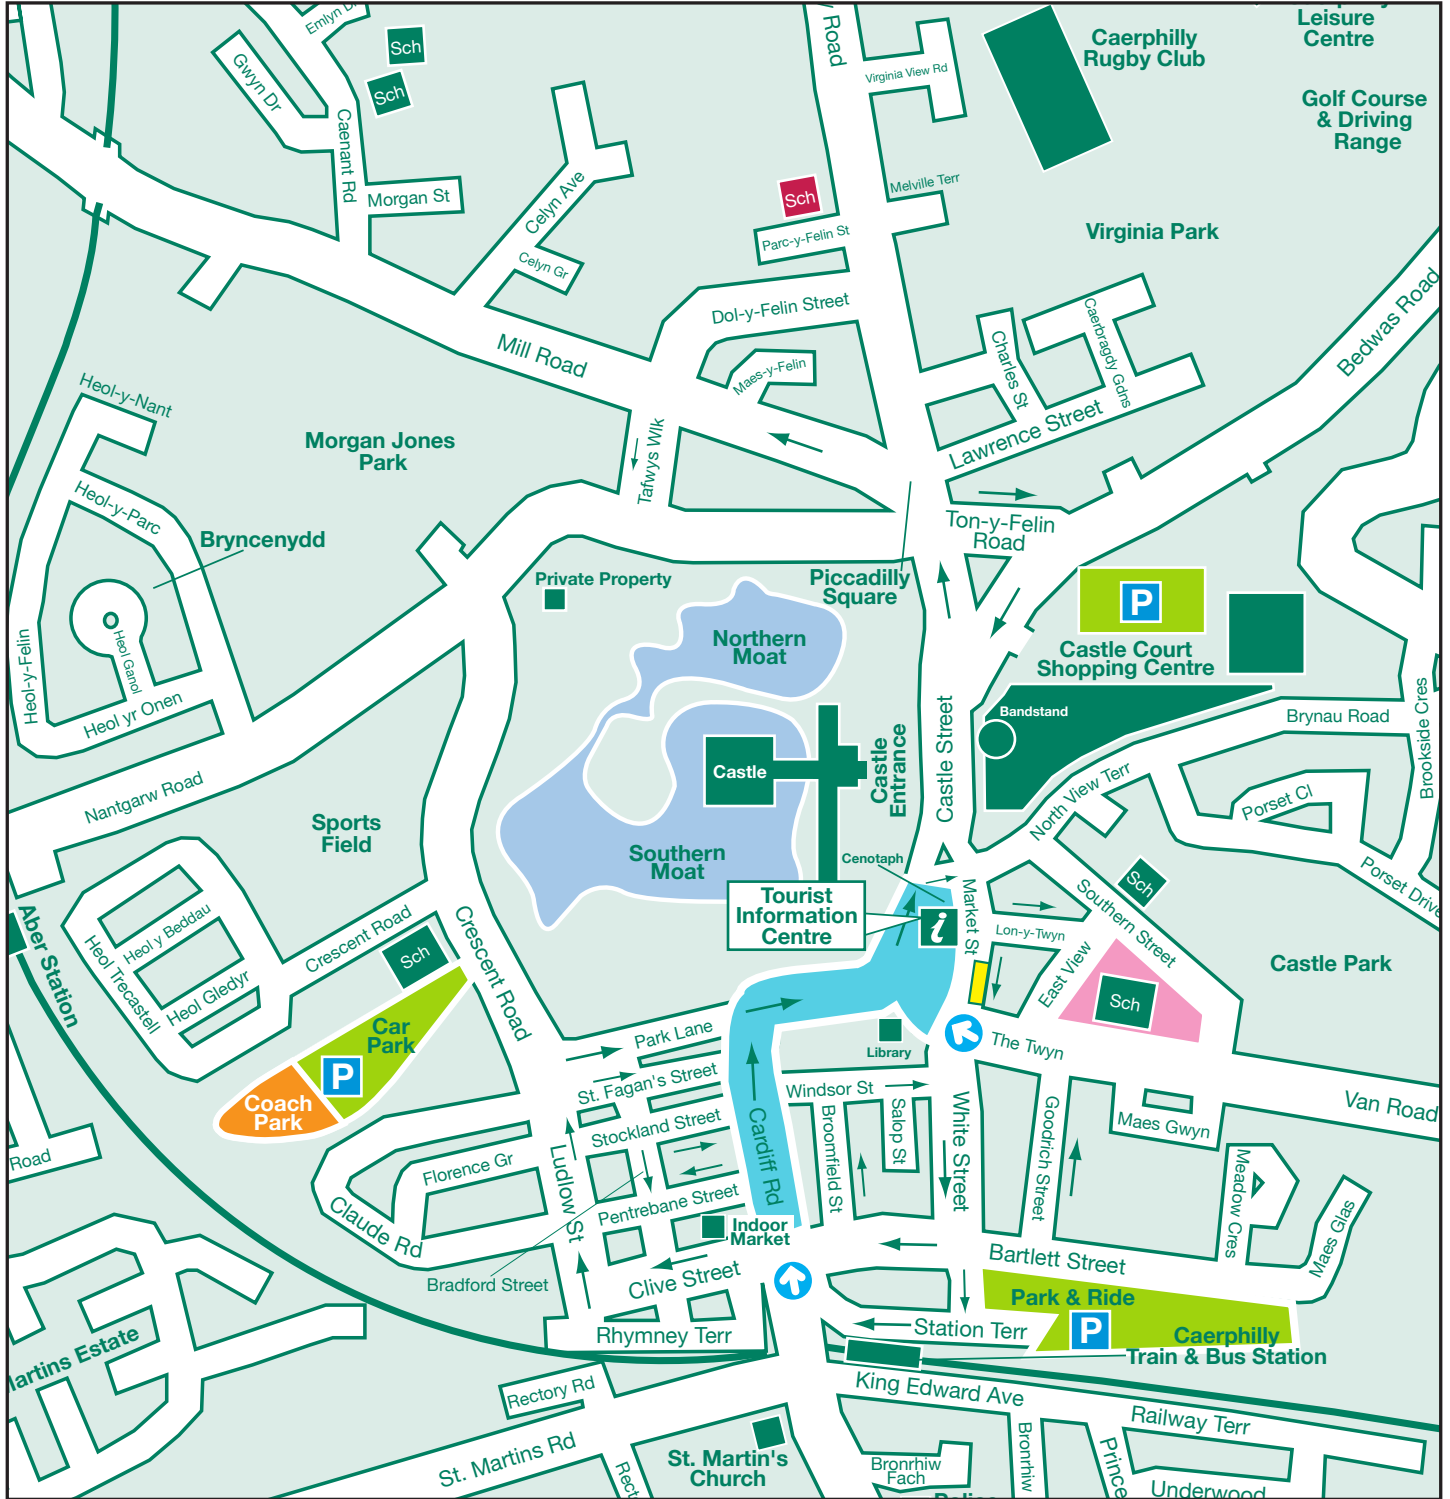 Emlyn Dr
Sch
Sch
Gwyn Dr
Caenant Rd
Morgan St
Celyn Ave
Celyn Gr
Road
Virginia View Rd
Caerphilly
Rugby Club
Leisure
Centre
Golf Course
& Driving
Range
Sch
Melville Terr
Parc-y-Felin St
Virginia Park
Dol-y-Felin Street
Maes-y-Felin
Mill Road
Charles St
Caerbragdy Gdns
Lawrence Street
Bedwas Road
Heol-y-Nant
Morgan Jones
Park
Tafwys Wlk
Heol-y-Parc
Bryncenydd
Ton-y-Felin
Road
Private Property
Piccadilly
Square
P
Castle Court
Shopping Centre
Northern
Moat
Heol-y-Felin
Heol Ganol
Heol yr Onen
Bandstand
Brynau Road
Brookside Cres
Castle
Castle
Entrance
Castle Street
Nantgarw Road
North View Terr
Porset Cl
Sports
Field
Southern
Moat
Cenotaph
Porset Drive
Tourist
Information
Centre
i
Market St
Sch
Southern Street
Lon-y-Twyn
East View
Castle Park
Aber Station
Heol y Beddau
Heol Trecastell
Heol Gledyr
Crescent Road
Sch
Crescent Road
Sch
Car
Park
P
Coach
Park
Park Lane
St. Fagan's Street
Stockland Street
Library
The Twyn
Windsor St
Van Road
Road
Florence Gr
Claude Rd
Ludlow St
Pentrebane Street
Cardiff Rd
Broomfield St
Salop St
White Street
Goodrich Street
Maes Gwyn
Meadow Cres
Maes Glas
Indoor
Market
Bradford Street
Clive Street
Bartlett Street
Park & Ride
P
Rhymney Terr
Station Terr
Caerphilly
Train & Bus Station
Martins Estate
Rectory Rd
King Edward Ave
Railway Terr
St. Martins Rd
St. Martin's
Church
Bronrhiw
Fach
Bronrhiw
Prince
Underwood